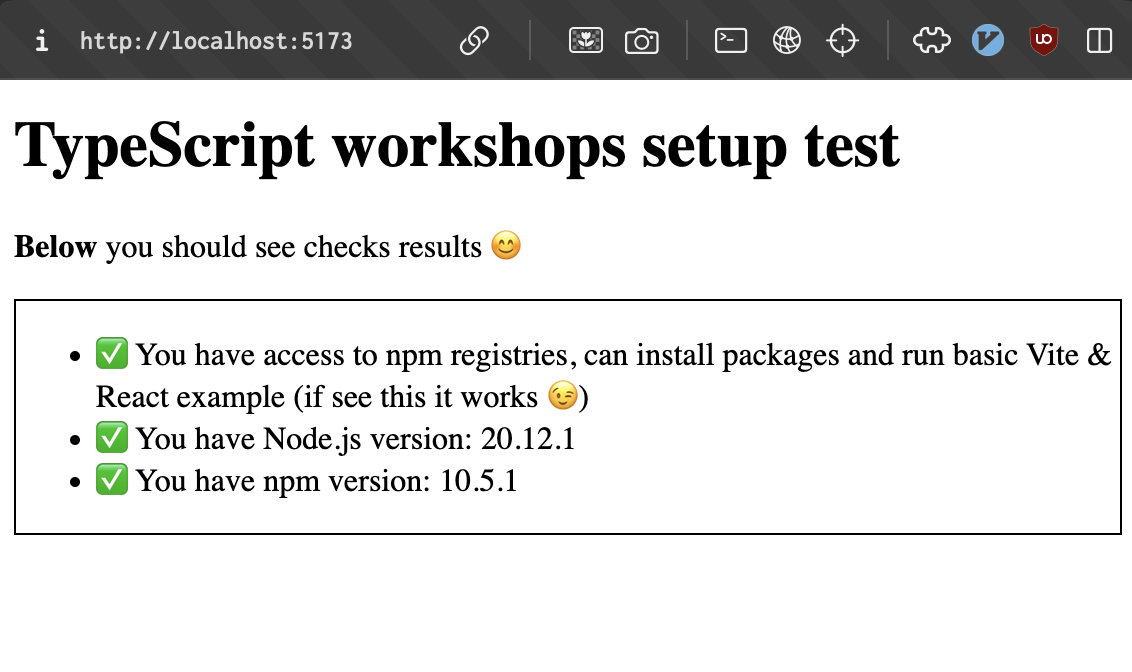 http://localhost:5173
TypeScript workshops setup test
Below you should see checks results 😊
✅ You have access to npm registries, can install packages and run basic Vite &
React example (if see this it works 😉)
✅ You have Node.js version: 20.12.1
✅ You have npm version: 10.5.1